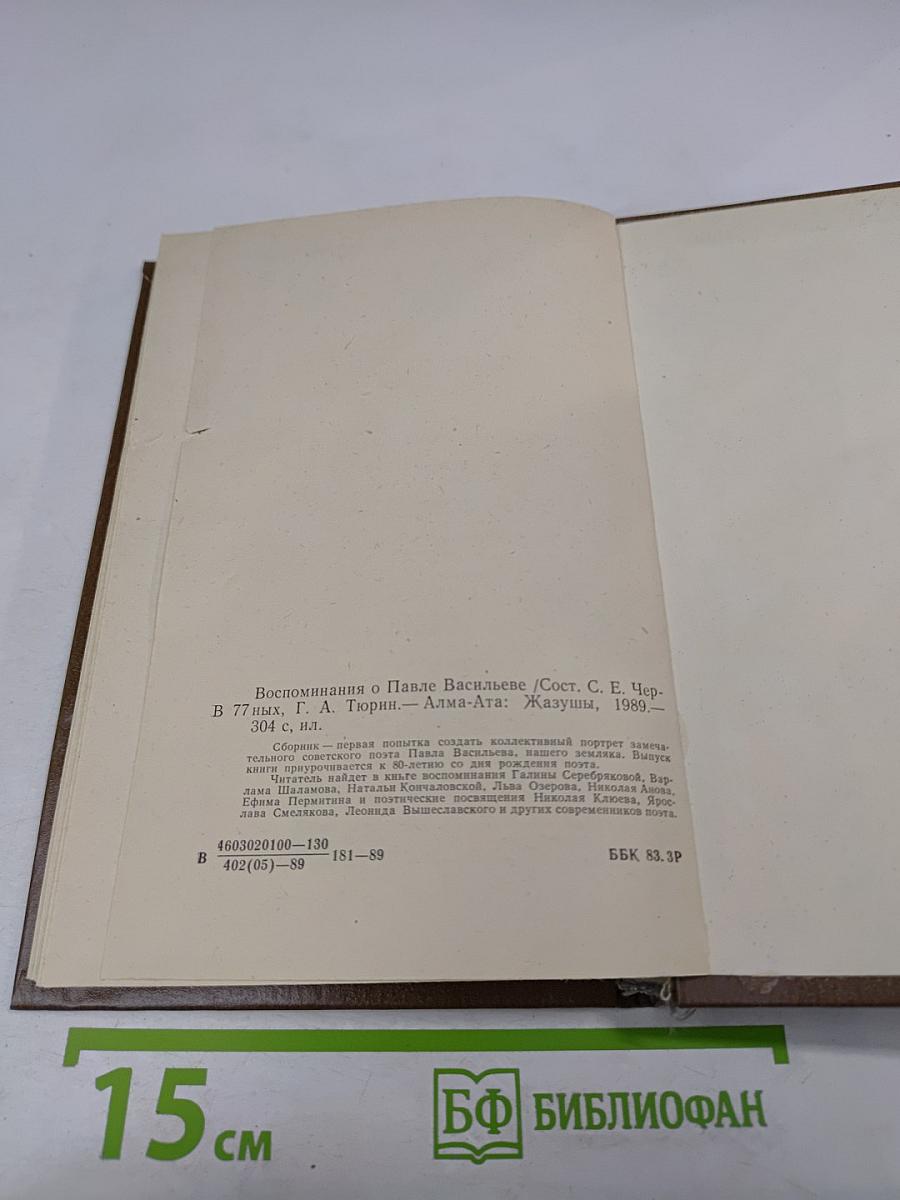 Воспоминания о Павле Васильеве /Сост. С. Е. Чер-
В 77 ных, Г. А. Тюрин.— Алма-Ата: Жазушы, 1989.—
304 с, ил.
Сборник — первая попытка создать коллективный портрет замеча-
тельного советского поэта Павла Васильева, нашего земляка. Выпуск
книги приурочивается к 80-летию со дня рождения поэта.
Читатель найдет в книге воспоминания Галины Серебряковой, Вар-
лама Шаламова, Натальи Кончаловской, Льва Озерова, Николая Анова,
Ефима Пермитина и поэтические посвящения Николая Клюева, Ярос-
лава Смелякова, Леонида Вышеславского и других современников поэта.
4603020100—130
В 181—89 ББК 83.3Р
402(05)—89
15 см БФ БИБЛИОФАН